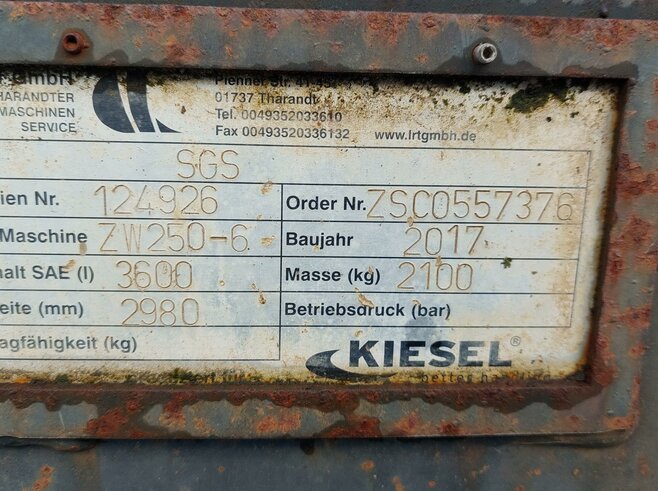 GmbH
HARANDTER
MASCHINEN
SERVICE
01737 Tharandt
Tel. 0049352033610
Fax 00493520336132 www.lrtgmbh.de
SGS
ien Nr. 124926 Order Nr. ZSC0557376
Maschine ZW250-6 Baujahr 2017
halt SAE (l) 3600 Masse (kg) 2100
eite (mm) 2980 Betriebsdruck (bar)
agfähigkeit (kg)
KIESEL®